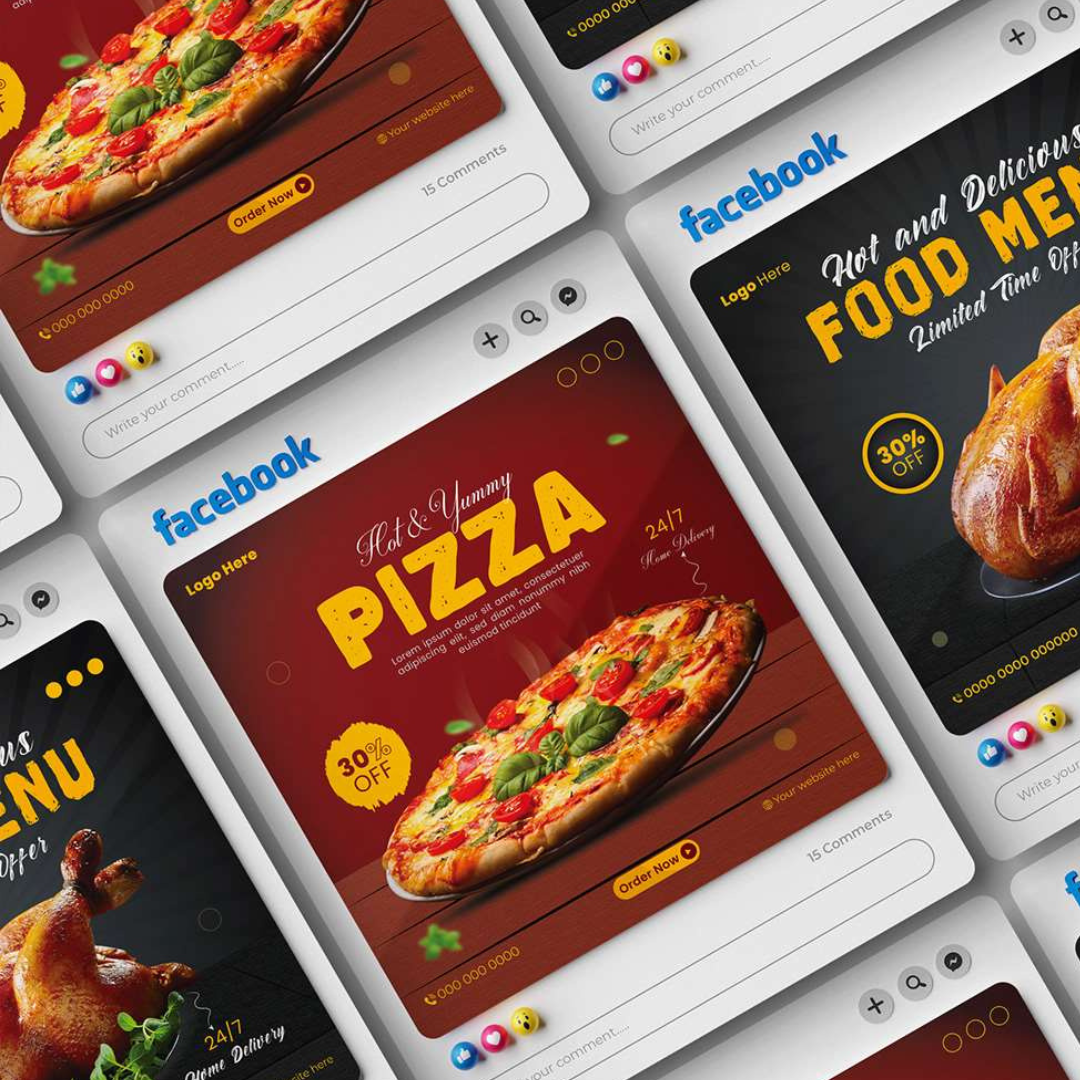 Your website here
Order Now
15 Comments
000 000 0000
Write your comment.....
0000 000
Write your comment.....
facebook
Logo Here
Hot and Delicious
FOOD MEN
Limited Time Off
30%
OFF
0000 0000 000000
Write your
facebook
Logo Here
Hot & Yummy
PIZZA
Lorem ipsum dolor sit amet, consectetuer
adipiscing elit, sed diam nonummy nibh
euismod tincidunt
24/7
Home Delivery
30%
OFF
Your website here
Order Now
15 Comments
000 000 0000
your comment.....
us
ENU
Offer
24/7
Home Delivery
site here